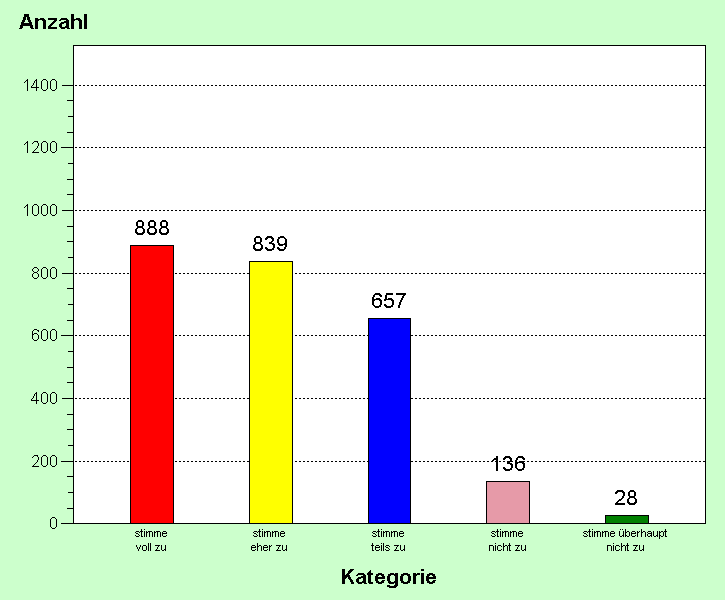 Anzahl
1400
1200
1000
800
600
400
200
0
888
839
657
136
28
stimme
voll zu
stimme
eher zu
stimme
teils zu
stimme
nicht zu
stimme überhaupt
nicht zu
Kategorie